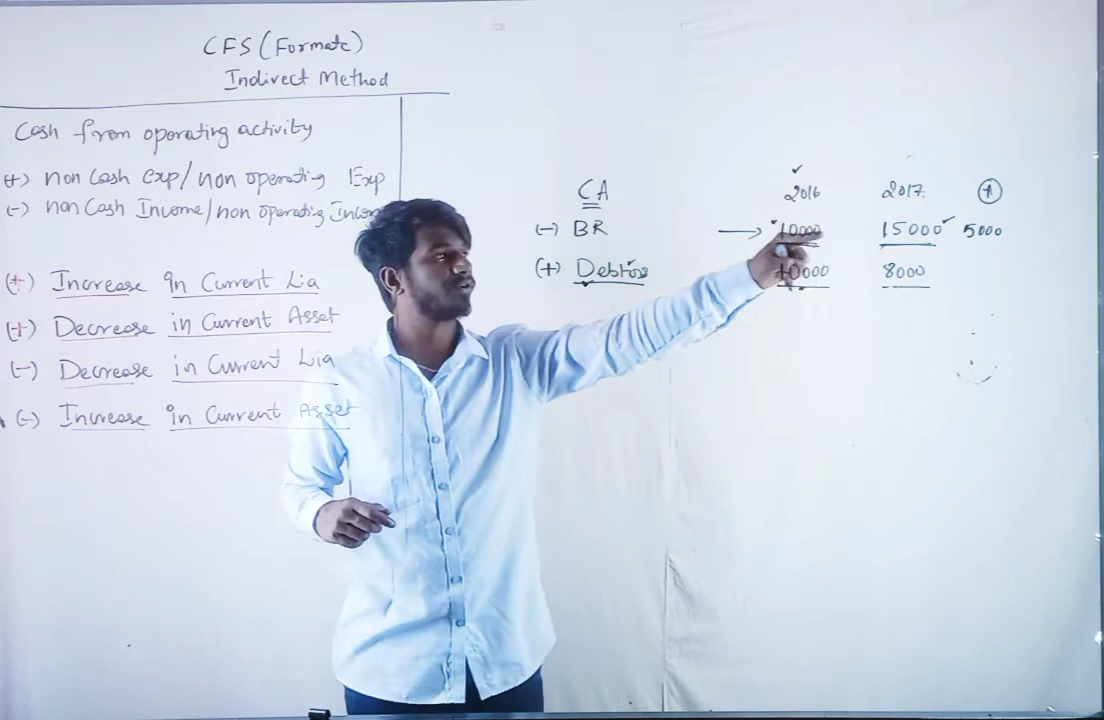 CFS (Formate)
Indirect Method
Cash from operating activity
(+) non Cash exp/non operating Exp
(-) non Cash Income/non operating
(+) Increase In Current Lia
(+) Decrease in Current Asset
(-) Decrease in Current Lia
(-) Increase in Current Asset
CA 2016 2017
(-) BR → 10000 15000 5000
(+) Debtors 10000 8000